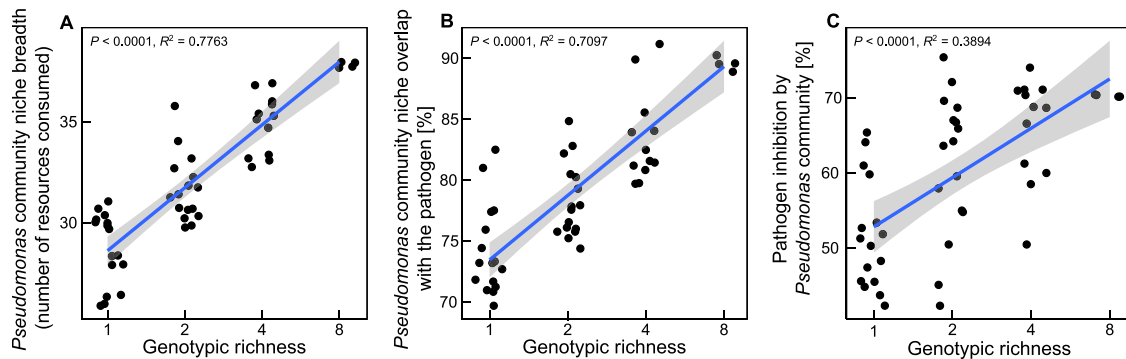 A
P < 0.0001, R² = 0.7763
Pseudomonas community niche breadth
(number of resources consumed)
35
30
1
2
4
8
Genotypic richness
B
P < 0.0001, R² = 0.7097
Pseudomonas community niche overlap
with the pathogen [%]
90
85
80
75
70
1
2
4
8
Genotypic richness
C
P < 0.0001, R² = 0.3894
Pathogen inhibition by
Pseudomonas community [%]
70
60
50
1
2
4
8
Genotypic richness